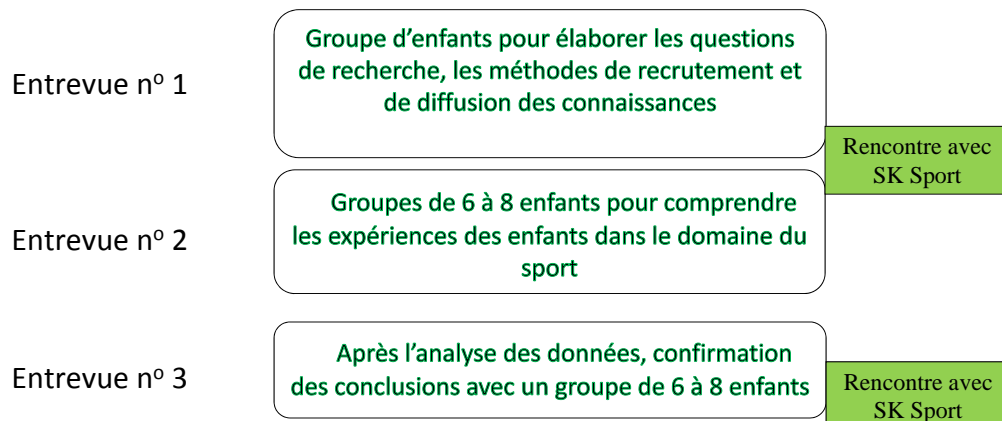 Entrevue nº 1
Groupe d'enfants pour élaborer les questions
de recherche, les méthodes de recrutement et
de diffusion des connaissances
Rencontre avec
SK Sport
Entrevue nº 2
Groupes de 6 à 8 enfants pour comprendre
les expériences des enfants dans le domaine du
sport
Entrevue nº 3
Après l'analyse des données, confirmation
des conclusions avec un groupe de 6 à 8 enfants
Rencontre avec
SK Sport